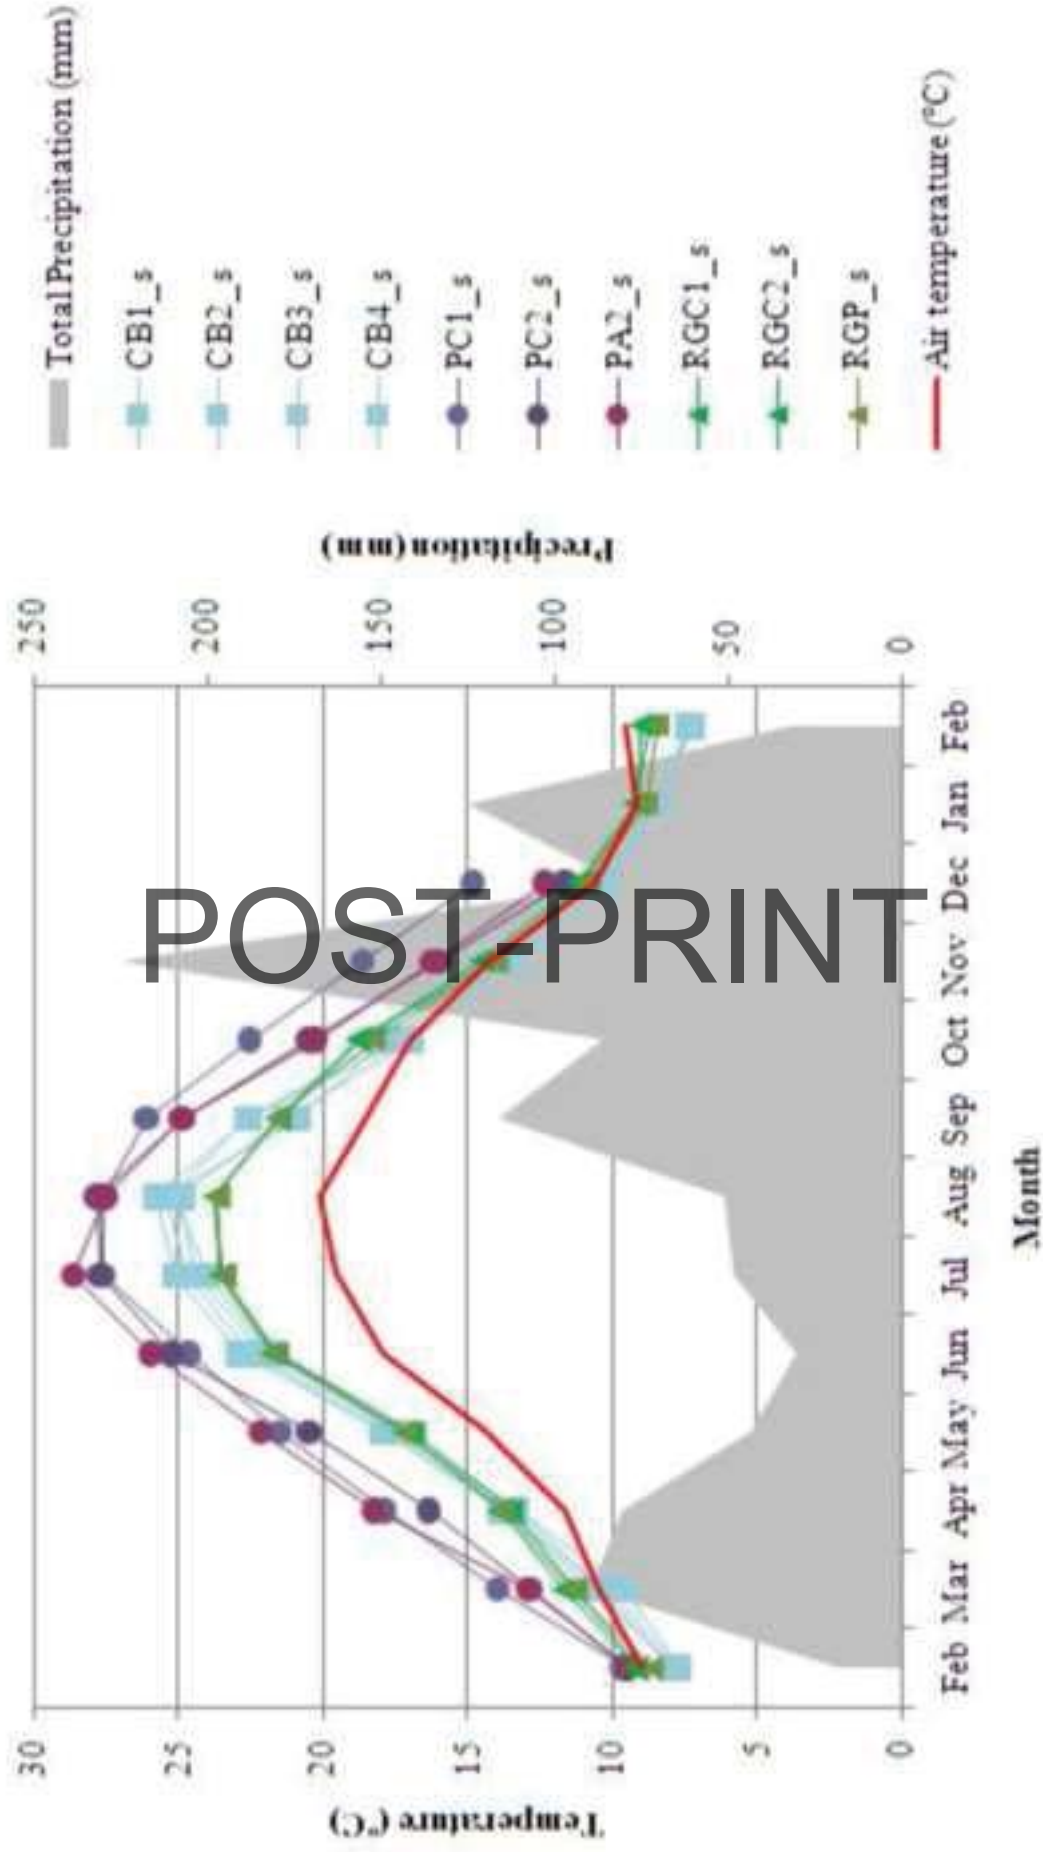 Temperature (°C)
30
25
20
15
10
5
0
Feb Mar Apr May Jun Jul Aug Sep Oct Nov Dec Jan Feb
Month
250
200
150
100
50
0
Precipitation (mm)
Total Precipitation (mm)
CB1_s
CB2_s
CB3_s
CB4_s
PC1_s
PC2_s
PA2_s
RGC1_s
RGC2_s
RGP_s
Air temperature (°C)
POST-PRINT